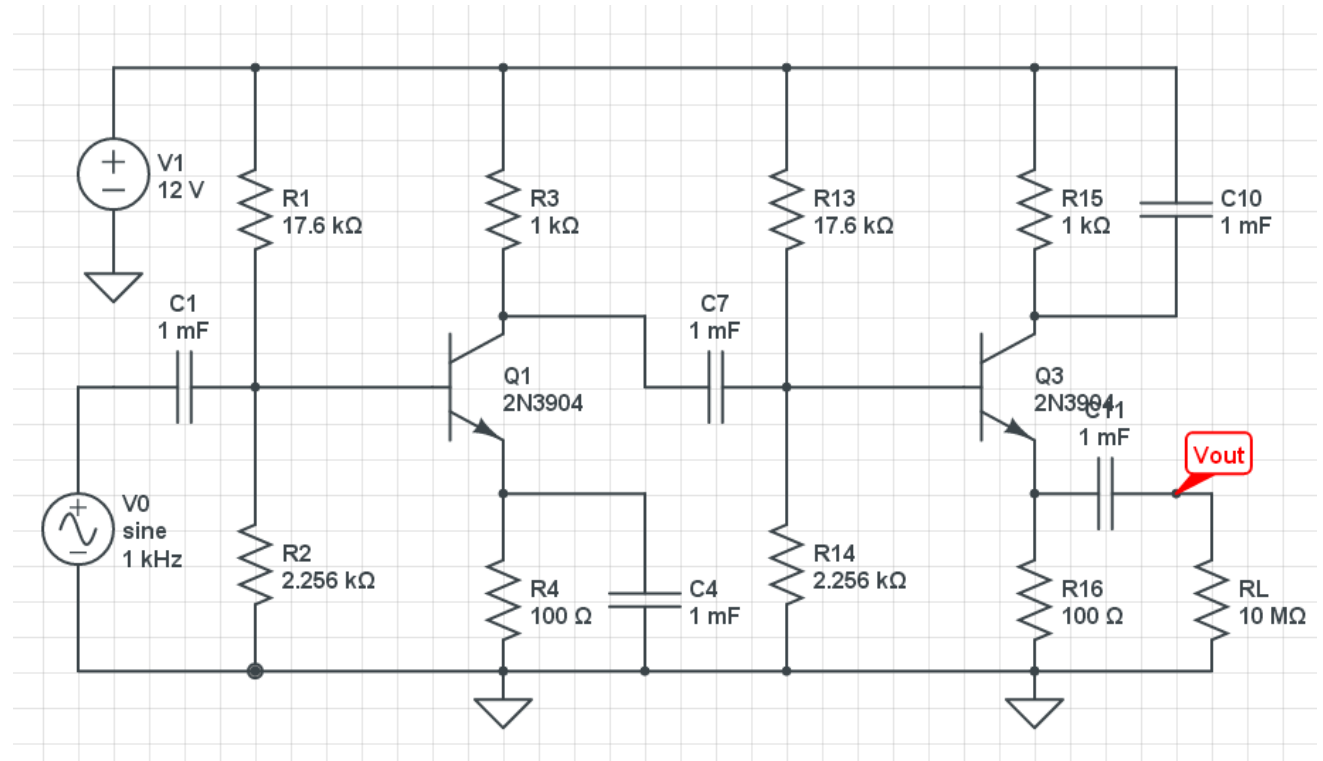 V1
12 V
R1
17.6 kΩ
R3
1 kΩ
R13
17.6 kΩ
R15
1 kΩ
C10
1 mF
C1
1 mF
C7
1 mF
Q1
2N3904
Q3
2N3904
C11
1 mF
Vout
V0
sine
1 kHz
R2
2.256 kΩ
R4
100 Ω
C4
1 mF
R14
2.256 kΩ
R16
100 Ω
RL
10 MΩ